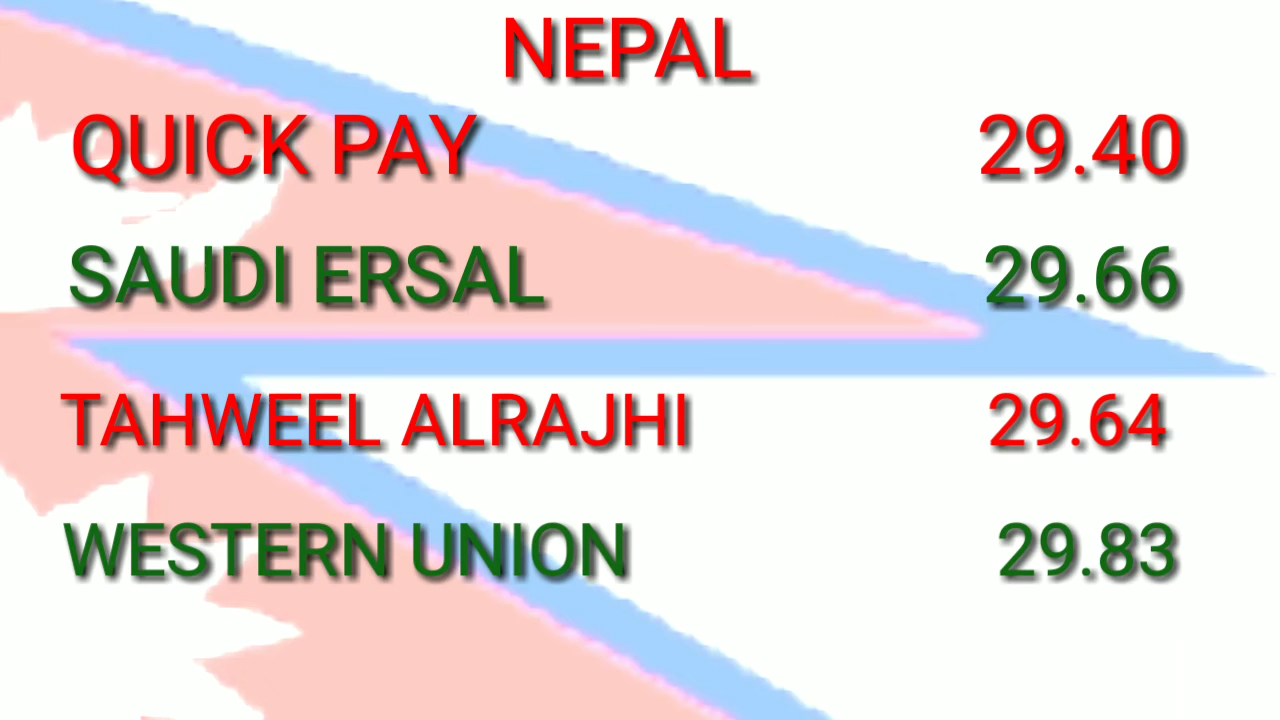 NEPAL
QUICK PAY 29.40
SAUDI ERSAL 29.66
TAHWEEL ALRAJHI 29.64
WESTERN UNION 29.83